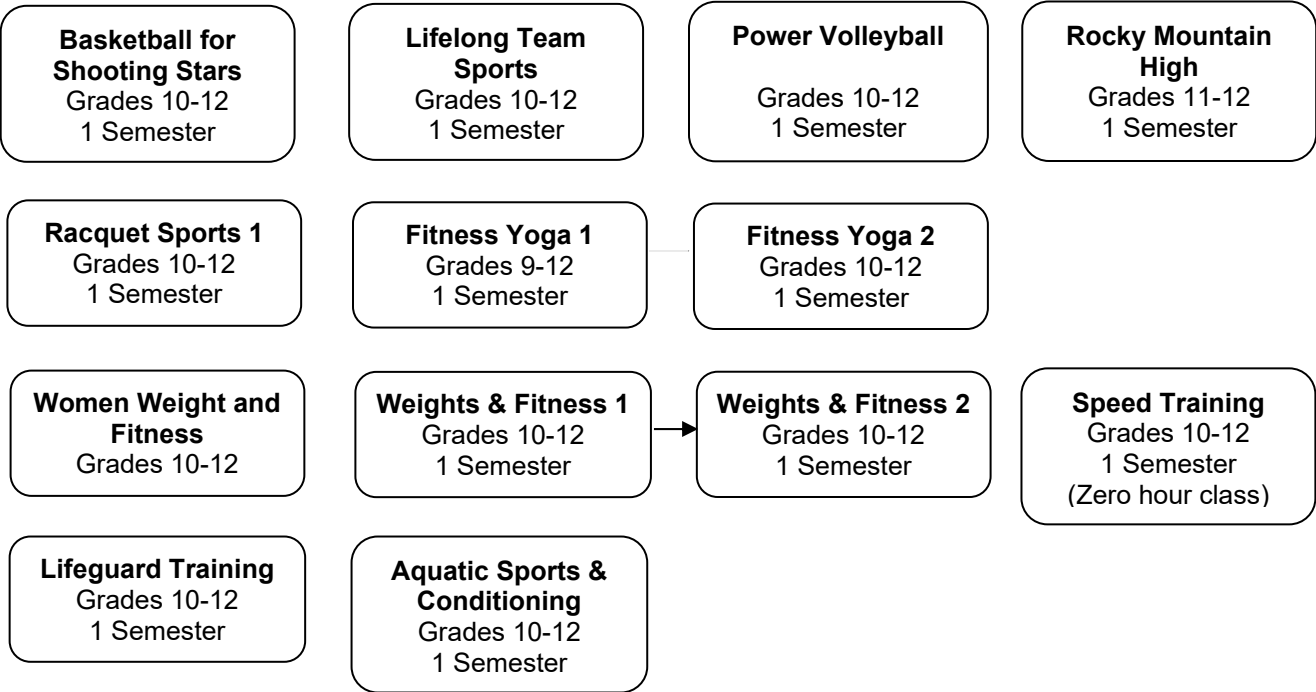 Basketball for
Shooting Stars
Grades 10-12
1 Semester
Lifelong Team
Sports
Grades 10-12
1 Semester
Power Volleyball
Grades 10-12
1 Semester
Rocky Mountain
High
Grades 11-12
1 Semester
Racquet Sports 1
Grades 10-12
1 Semester
Fitness Yoga 1
Grades 9-12
1 Semester
Fitness Yoga 2
Grades 10-12
1 Semester
Women Weight and
Fitness
Grades 10-12
Weights & Fitness 1
Grades 10-12
1 Semester
Weights & Fitness 2
Grades 10-12
1 Semester
Speed Training
Grades 10-12
1 Semester
(Zero hour class)
Lifeguard Training
Grades 10-12
1 Semester
Aquatic Sports &
Conditioning
Grades 10-12
1 Semester